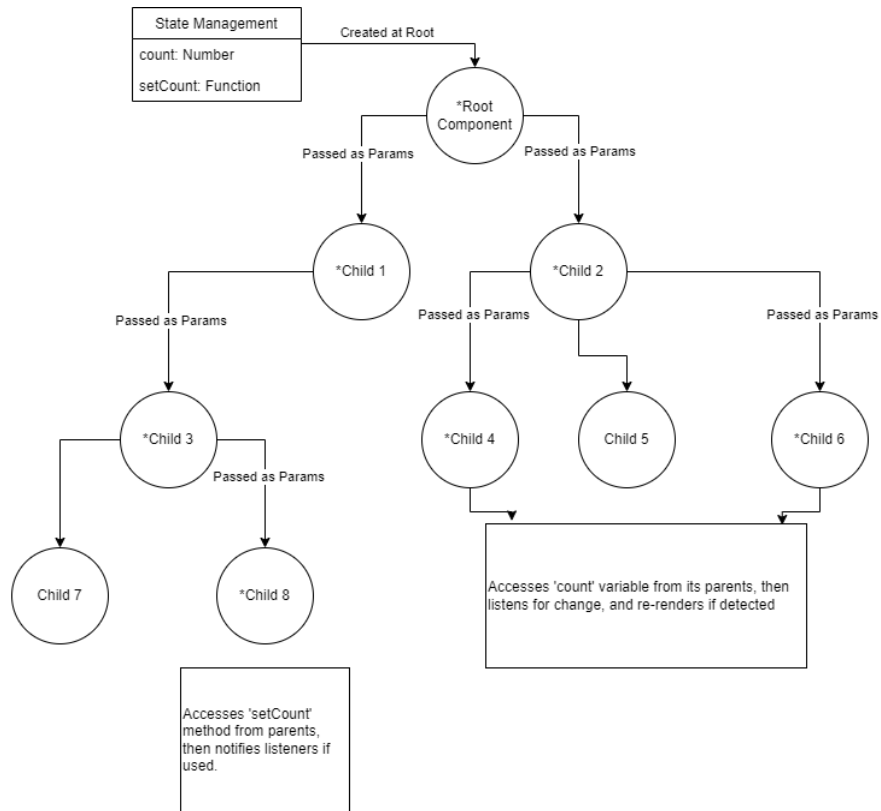 State Management
count: Number
setCount: Function
Created at Root
*Root
Component
Passed as Params
Passed as Params
*Child 1
*Child 2
Passed as Params
Passed as Params
Passed as Params
*Child 3
*Child 4
Child 5
*Child 6
Passed as Params
Child 7
*Child 8
Accesses 'count' variable from its parents, then
listens for change, and re-renders if detected
Accesses 'setCount'
method from parents,
then notifies listeners if
used.